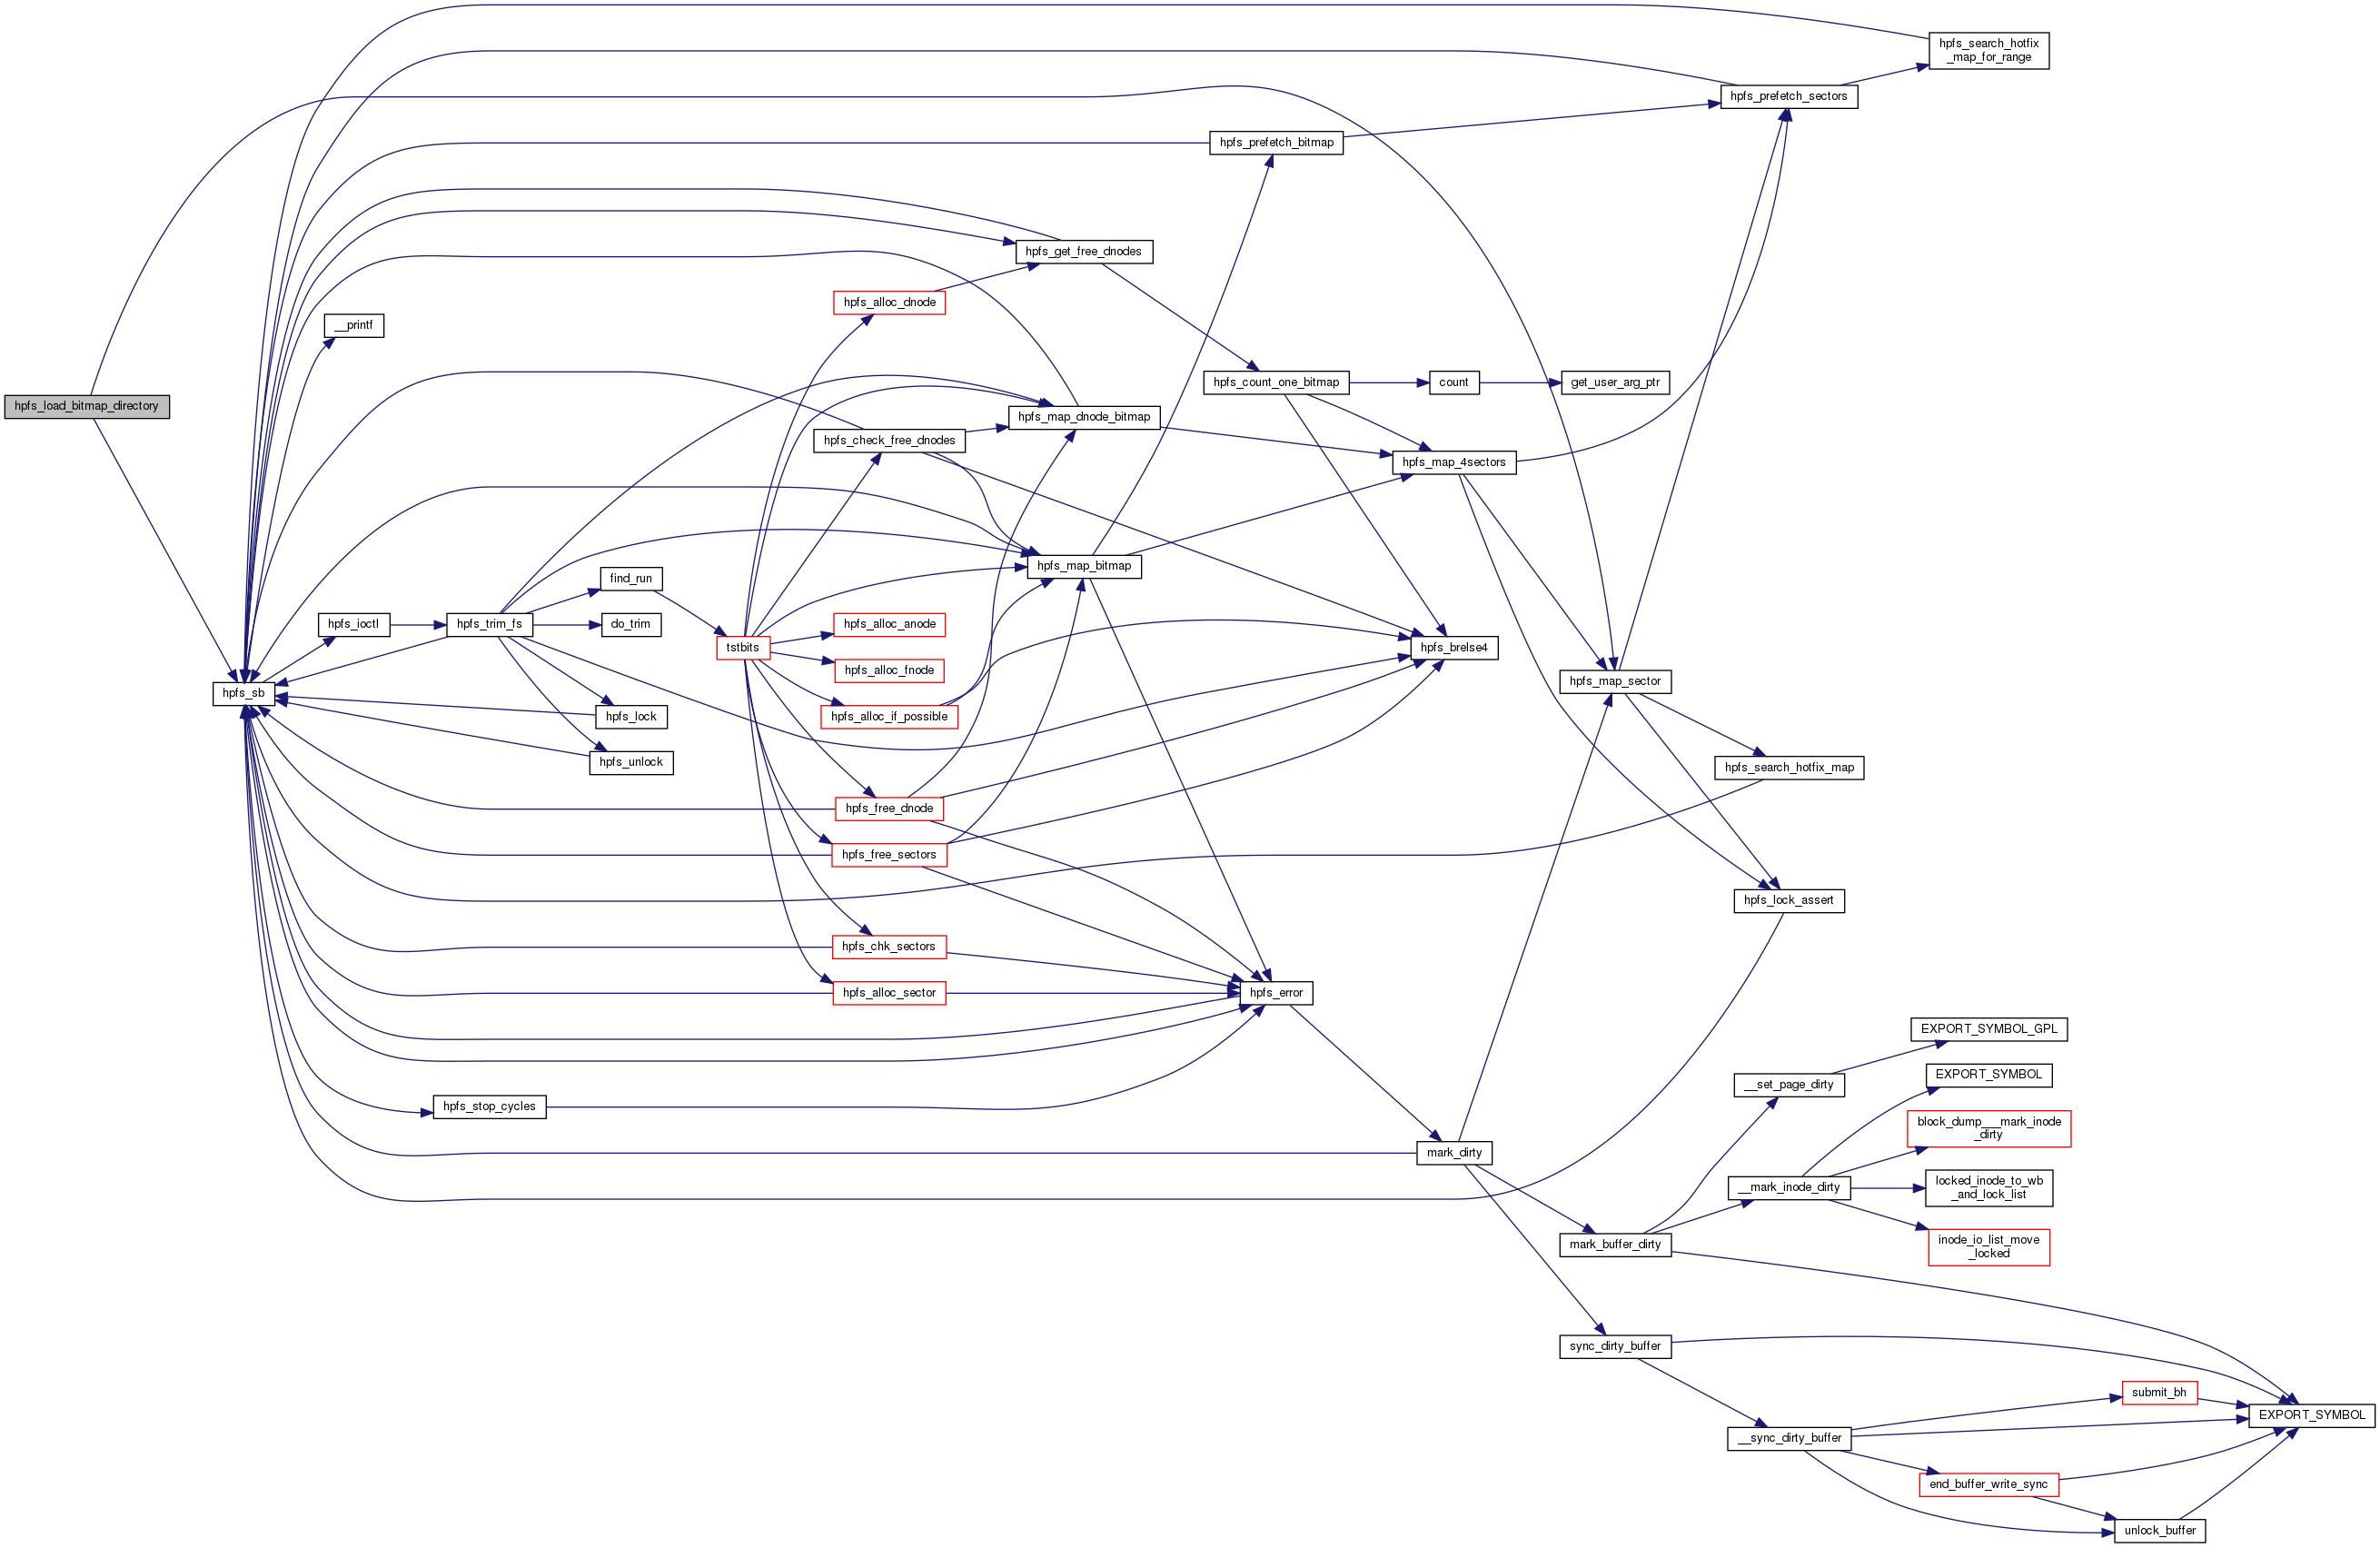 hpfs_search_hotfix
_map_for_range
hpfs_prefetch_sectors
hpfs_prefetch_bitmap
hpfs_get_free_dnodes
hpfs_alloc_dnode
__printf
hpfs_count_one_bitmap
count
get_user_arg_ptr
hpfs_load_bitmap_directory
hpfs_map_dnode_bitmap
hpfs_check_free_dnodes
hpfs_map_4sectors
hpfs_map_bitmap
find_run
hpfs_ioctl
hpfs_trim_fs
do_trim
hpfs_alloc_anode
tstbits
hpfs_brelse4
hpfs_alloc_fnode
hpfs_map_sector
hpfs_sb
hpfs_lock
hpfs_alloc_if_possible
hpfs_unlock
hpfs_search_hotfix_map
hpfs_free_dnode
hpfs_free_sectors
hpfs_lock_assert
hpfs_chk_sectors
hpfs_alloc_sector
hpfs_error
EXPORT_SYMBOL_GPL
EXPORT_SYMBOL
__set_page_dirty
hpfs_stop_cycles
block_dump___mark_inode
_dirty
mark_dirty
__mark_inode_dirty
locked_inode_to_wb
_and_lock_list
mark_buffer_dirty
inode_io_list_move
_locked
sync_dirty_buffer
submit_bh
EXPORT_SYMBOL
__sync_dirty_buffer
end_buffer_write_sync
unlock_buffer